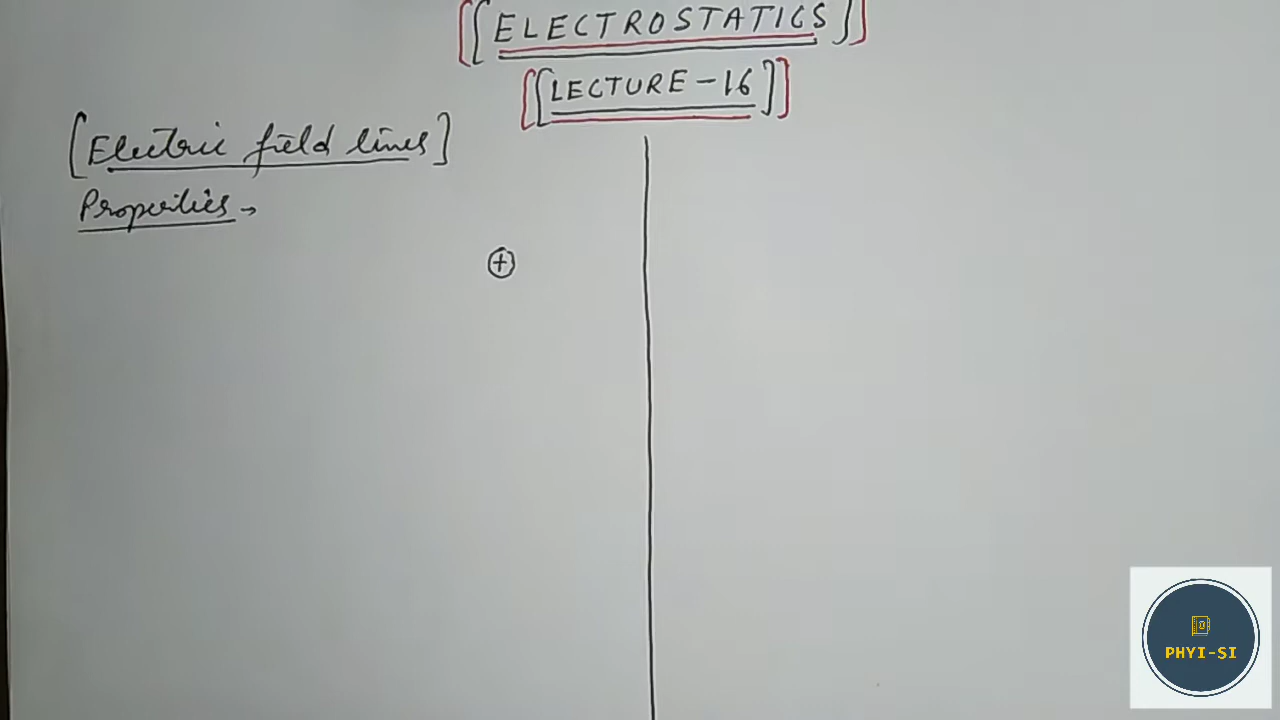 [[ELECTROSTATICS]]
[[LECTURE-16]]
[Electric field lines]
Properties →
+
PHYI-SI